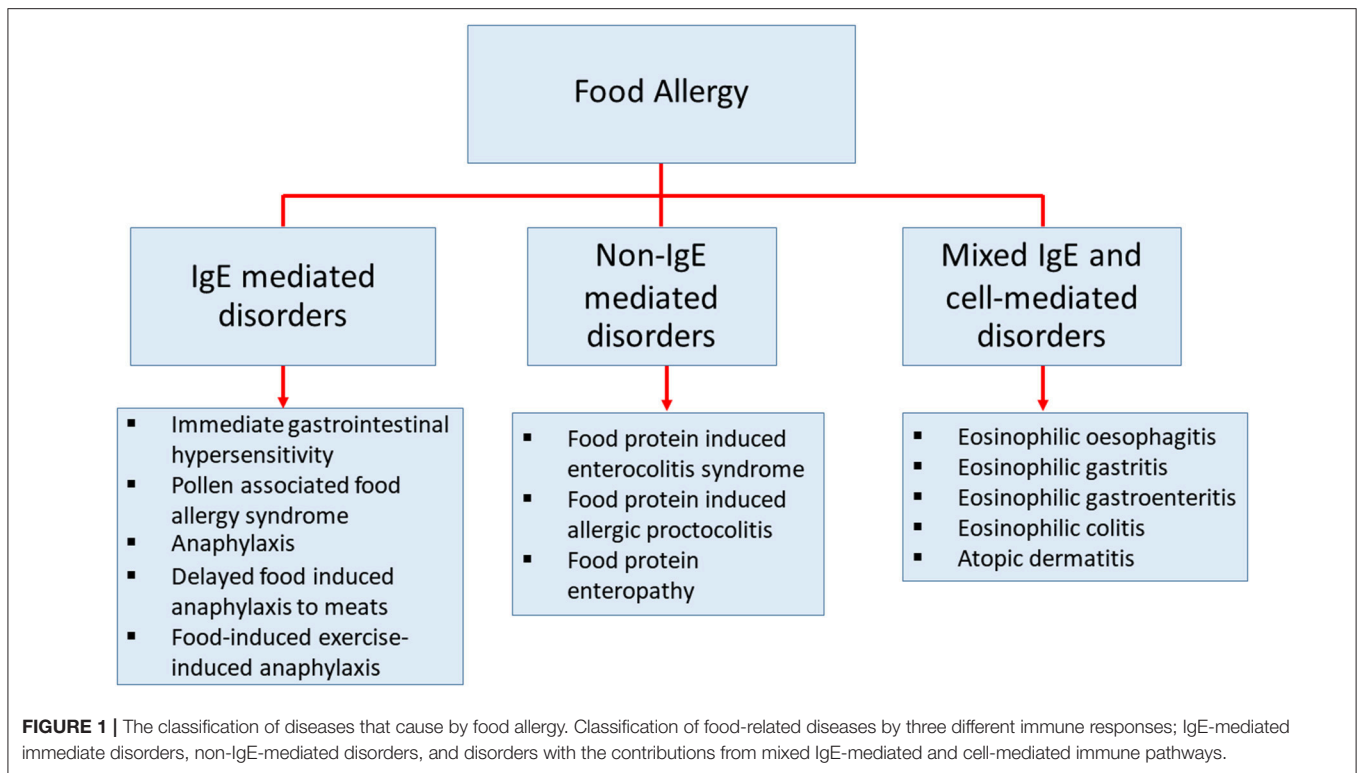 Food Allergy
IgE mediated
disorders
Non-IgE
mediated
disorders
Mixed IgE and
cell-mediated
disorders
▪ Immediate gastrointestinal
hypersensitivity
▪ Pollen associated food
allergy syndrome
▪ Anaphylaxis
▪ Delayed food induced
anaphylaxis to meats
▪ Food-induced exercise-
induced anaphylaxis
▪ Food protein induced
enterocolitis syndrome
▪ Food protein induced
allergic proctocolitis
▪ Food protein
enteropathy
▪ Eosinophilic oesophagitis
▪ Eosinophilic gastritis
▪ Eosinophilic gastroenteritis
▪ Eosinophilic colitis
▪ Atopic dermatitis
FIGURE 1 | The classification of diseases that cause by food allergy. Classification of food-related diseases by three different immune responses; IgE-mediated
immediate disorders, non-IgE-mediated disorders, and disorders with the contributions from mixed IgE-mediated and cell-mediated immune pathways.